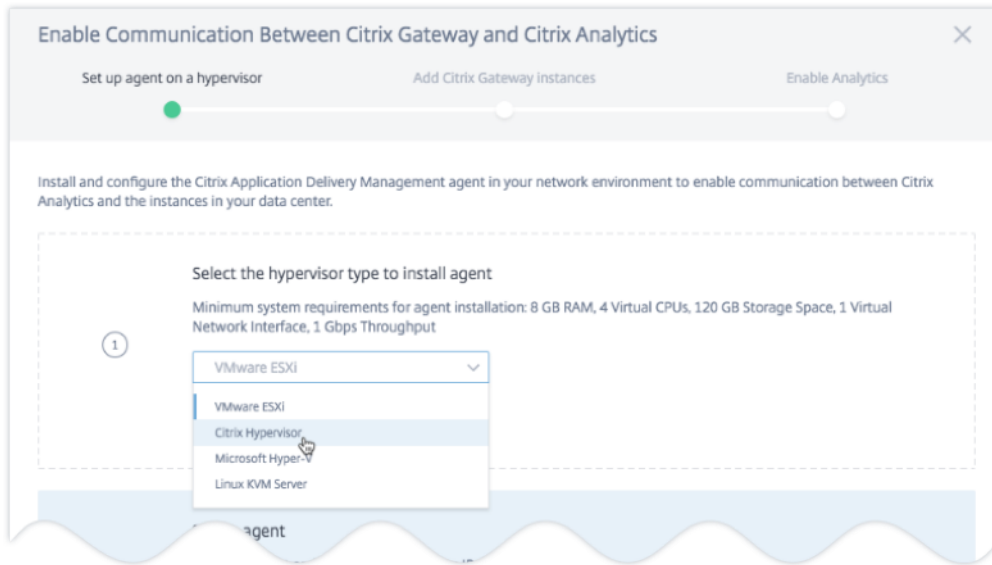 Enable Communication Between Citrix Gateway and Citrix Analytics
Set up agent on a hypervisor
Add Citrix Gateway instances
Enable Analytics
Install and configure the Citrix Application Delivery Management agent in your network environment to enable communication between Citrix
Analytics and the instances in your data center.
Select the hypervisor type to install agent
Minimum system requirements for agent installation: 8 GB RAM, 4 Virtual CPUs, 120 GB Storage Space, 1 Virtual
Network Interface, 1 Gbps Throughput
1
VMware ESXi
VMware ESXi
Citrix Hypervisor
Microsoft Hyper-V
Linux KVM Server
agent